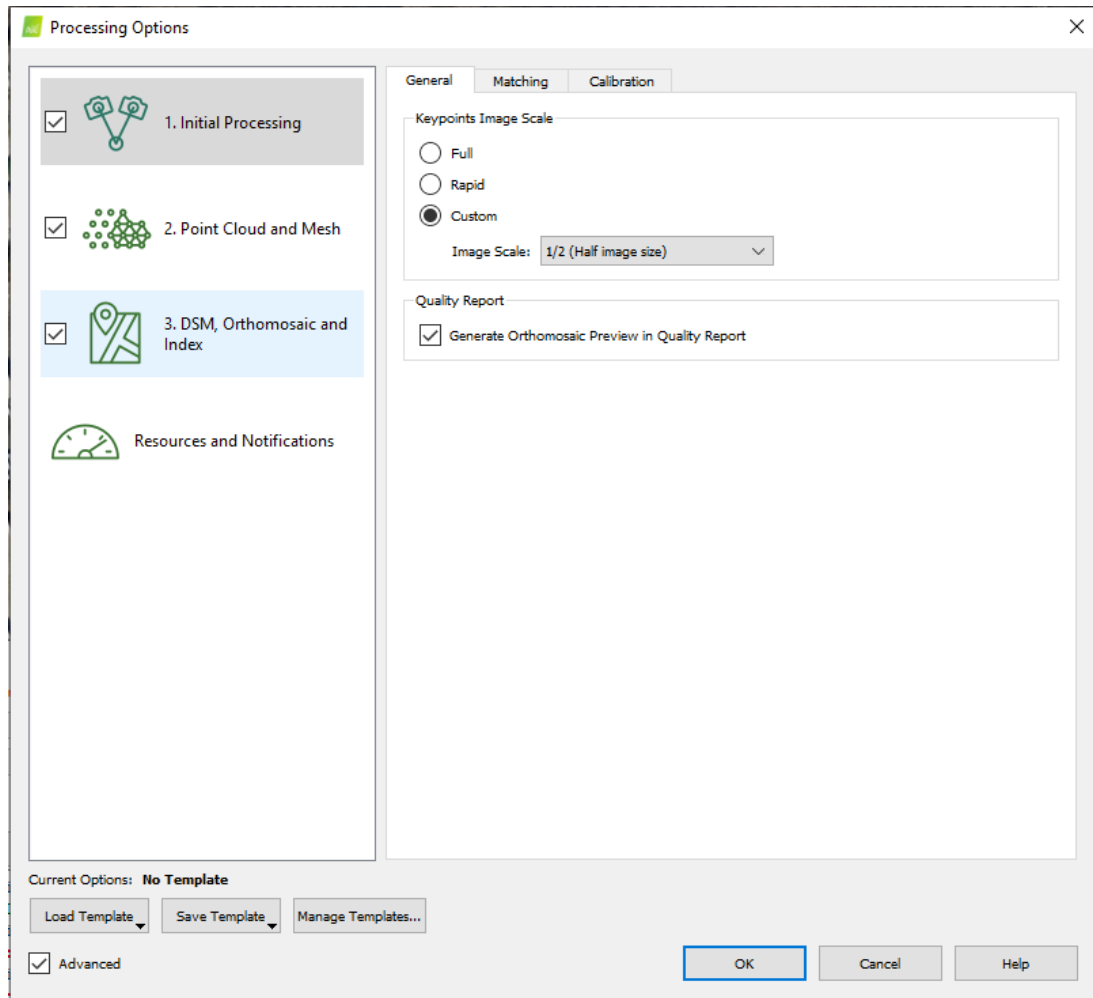 Processing Options
1. Initial Processing
2. Point Cloud and Mesh
3. DSM, Orthomosaic and
Index
Resources and Notifications
General
Matching
Calibration
Keypoints Image Scale
Full
Rapid
Custom
Image Scale:
1/2 (Half image size)
Quality Report
Generate Orthomosaic Preview in Quality Report
Current Options: No Template
Load Template
Save Template
Manage Templates...
Advanced
OK
Cancel
Help